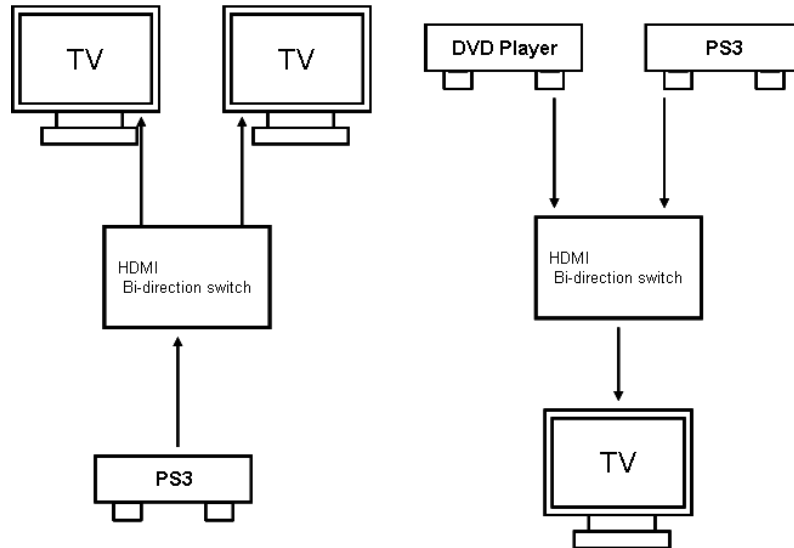 TV
TV
HDMI
Bi-direction switch
PS3
DVD Player
PS3
HDMI
Bi-direction switch
TV